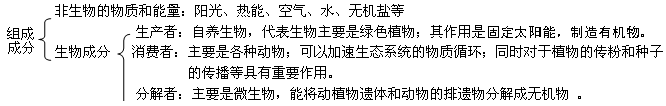 非生物的物质和能量：阳光、热能、空气、水、无机盐等
组成
成分
生物成分
生产者：自养生物，代表生物主要是绿色植物；其作用是固定太阳能，制造有机物。
消费者：主要是各种动物；可以加速生态系统的物质循环；同时对于植物的传粉和种子
的传播等具有重要作用。
分解者：主要是微生物，能将动植物遗体和动物的排遗物分解成无机物 。